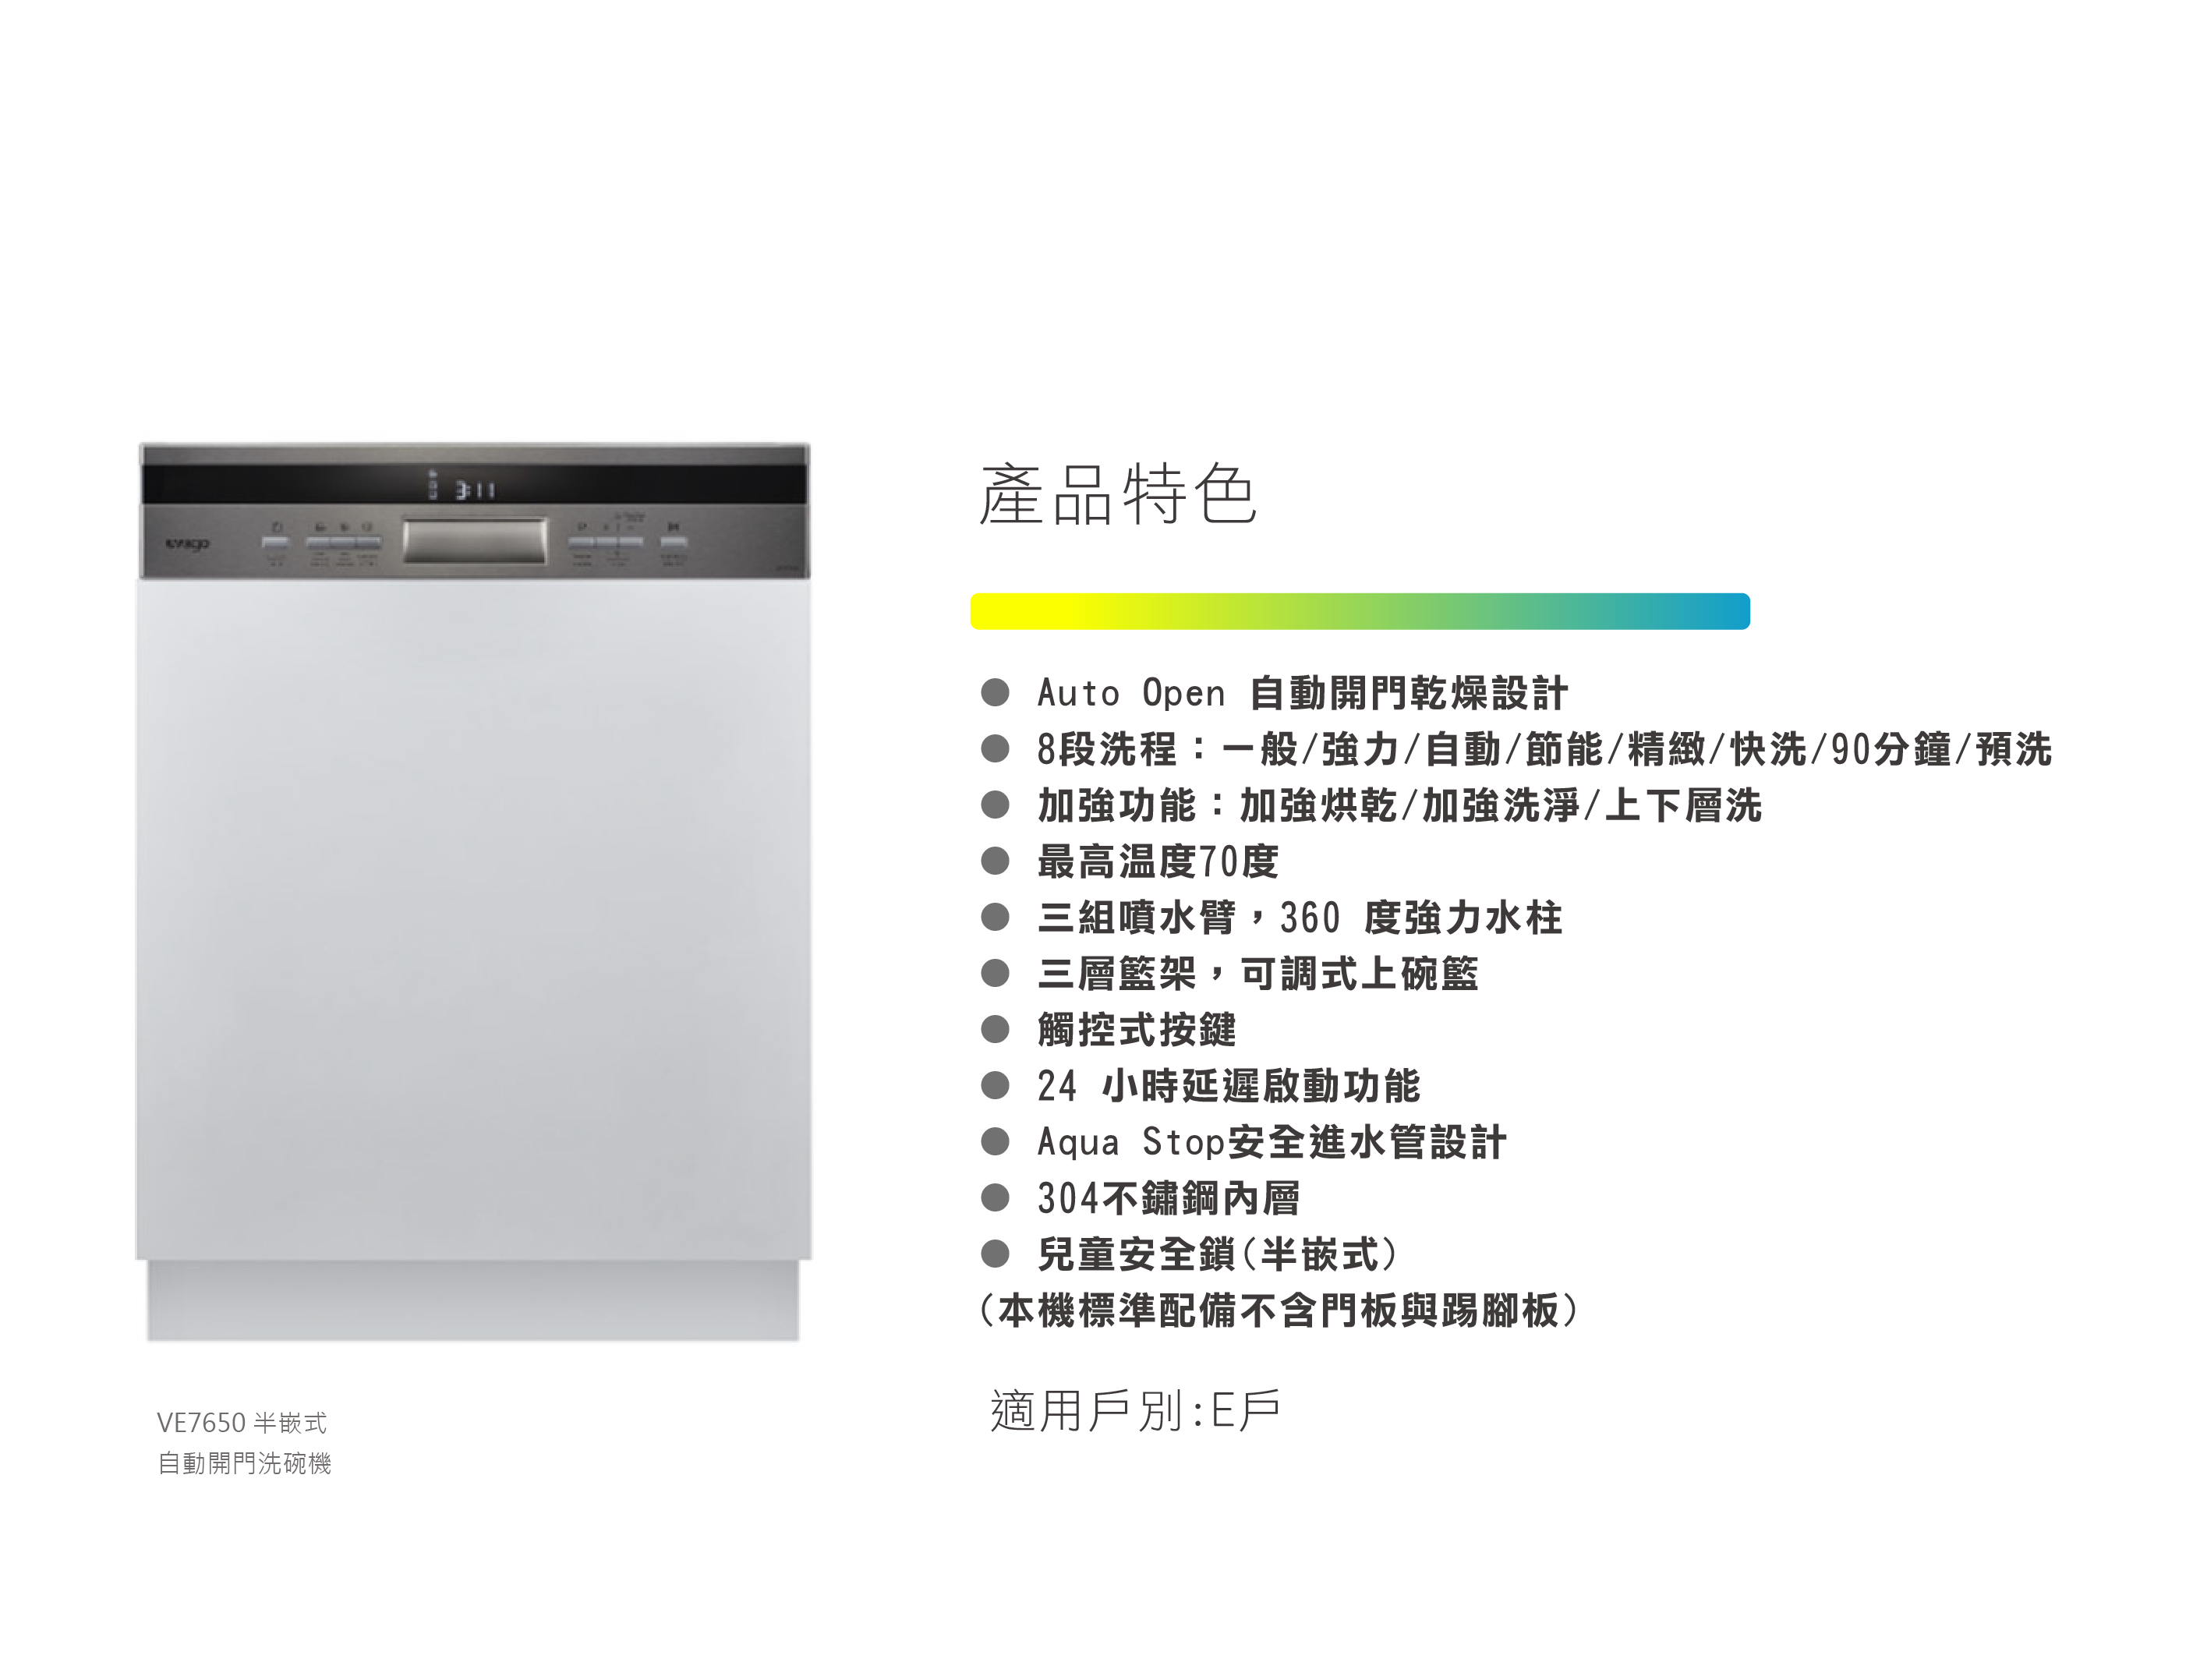 3:11
產品特色
Auto Open 自動開門乾燥設計
8段洗程：一般/強力/自動/節能/精緻/快洗/90分鐘/預洗
加強功能：加強烘乾/加強洗淨/上下層洗
最高溫度70度
三組噴水臂，360 度強力水柱
三層籃架，可調式上碗籃
觸控式按鍵
24 小時延遲啟動功能
Aqua Stop安全進水管設計
304不鏽鋼內層
兒童安全鎖(半嵌式)
(本機標準配備不含門板與踢腳板)
適用戶別:E戶
VE7650 半嵌式
自動開門洗碗機